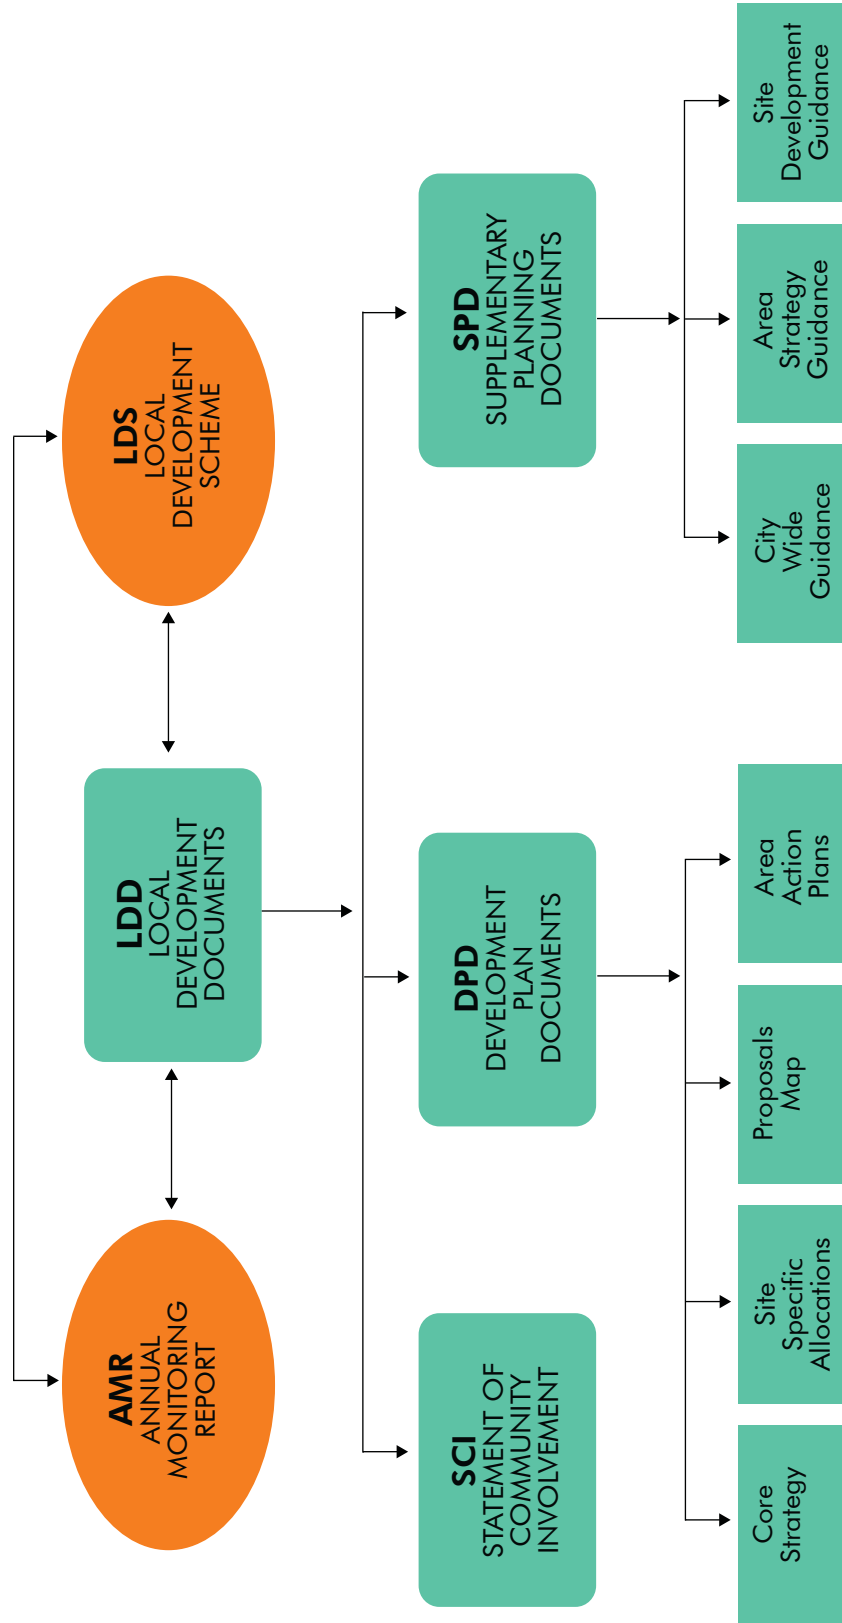 AMR
ANNUAL
MONITORING
REPORT
LDD
LOCAL
DEVELOPMENT
DOCUMENTS
LDS
LOCAL
DEVELOPMENT
SCHEME
SCI
STATEMENT OF
COMMUNITY
INVOLVEMENT
DPD
DEVELOPMENT
PLAN
DOCUMENTS
SPD
SUPPLEMENTARY
PLANNING
DOCUMENTS
Core
Strategy
Site
Specific
Allocations
Proposals
Map
Area
Action
Plans
City
Wide
Guidance
Area
Strategy
Guidance
Site
Development
Guidance